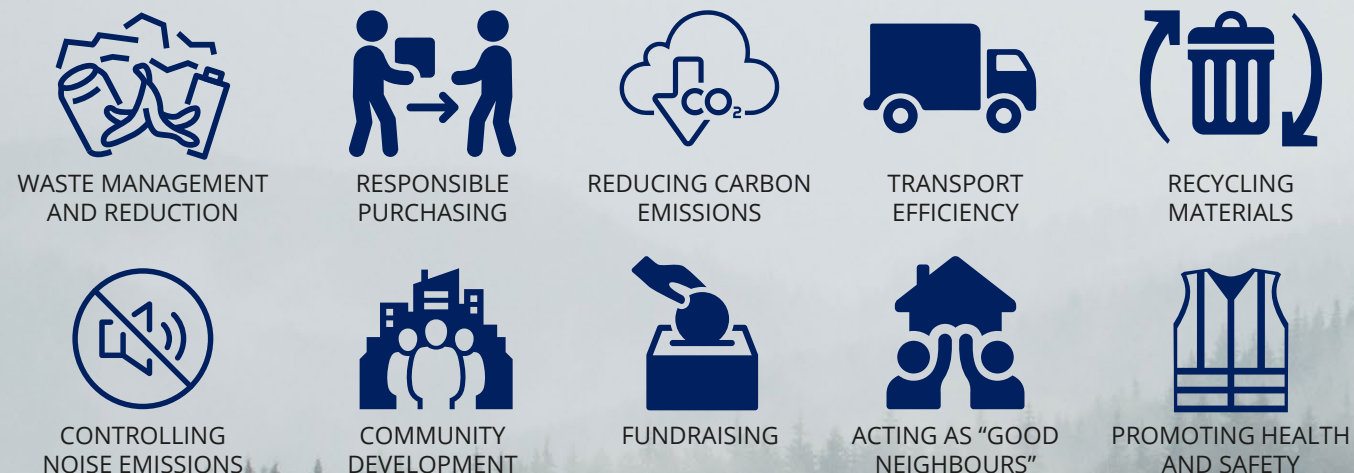 CO₂
WASTE MANAGEMENT
AND REDUCTION
RESPONSIBLE
PURCHASING
REDUCING CARBON
EMISSIONS
TRANSPORT
EFFICIENCY
RECYCLING
MATERIALS
CONTROLLING
NOISE EMISSIONS
COMMUNITY
DEVELOPMENT
FUNDRAISING
ACTING AS “GOOD
NEIGHBOURS”
PROMOTING HEALTH
AND SAFETY